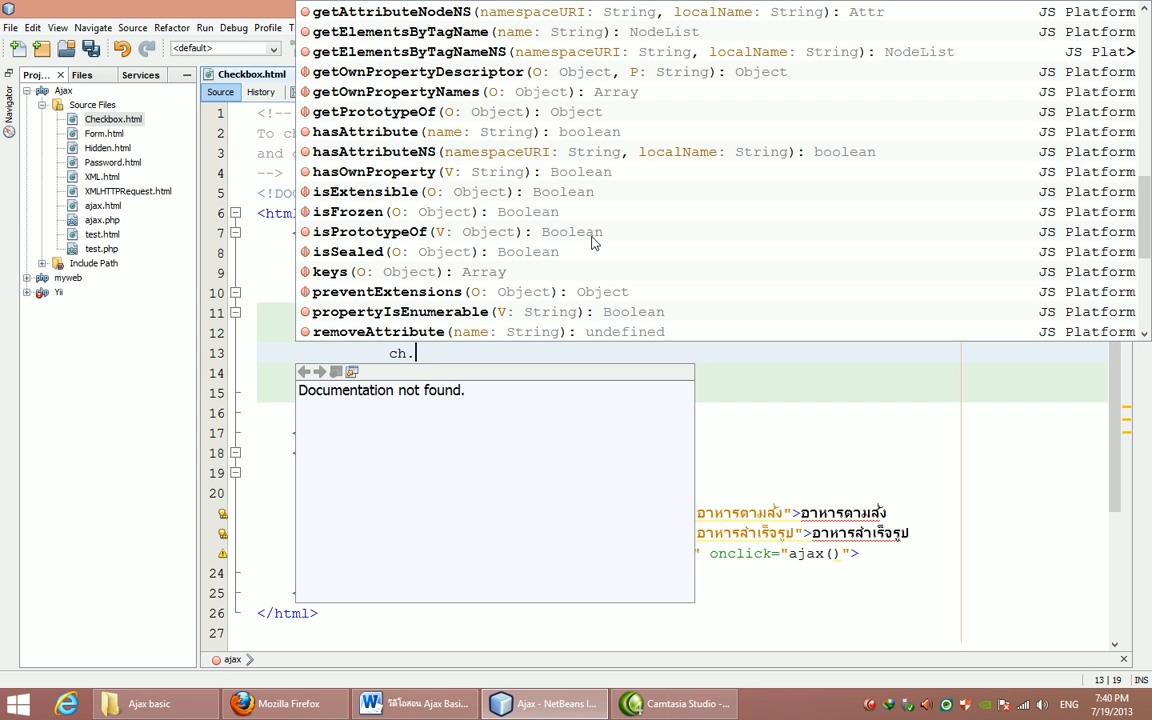 File Edit View Navigate Source Refactor Run Debug Profile
<default>
Proj... Files Services
Navigator
Ajax
Source Files
Checkbox.html
Form.html
Hidden.html
Password.html
XML.html
XMLHTTPRequest.html
ajax.html
ajax.php
test.html
test.php
Include Path
myweb
Yii
Checkbox.html
Source History
getAttributeNodeNS(namespaceURI: String, localName: String): Attr JS Platform
getElementsByTagName(name: String): NodeList JS Platform
getElementsByTagNameNS(namespaceURI: String, localName: String): NodeList JS Plat>
getOwnPropertyDescriptor(O: Object, P: String): Object JS Platform
getOwnPropertyNames(O: Object): Array JS Platform
getPrototypeOf(O: Object): Object JS Platform
hasAttribute(name: String): boolean JS Platform
hasAttributeNS(namespaceURI: String, localName: String): boolean JS Platform
hasOwnProperty(V: String): Boolean JS Platform
isExtensible(O: Object): Boolean JS Platform
isFrozen(O: Object): Boolean JS Platform
isPrototypeOf(V: Object): Boolean JS Platform
isSealed(O: Object): Boolean JS Platform
keys(O: Object): Array JS Platform
preventExtensions(O: Object): Object JS Platform
propertyIsEnumerable(V: String): Boolean JS Platform
removeAttribute(name: String): undefined JS Platform
1 <!--
2 To ch
3 and o
4 -->
5 <!DOC
6 <html
7
8
9
10
11
12
13 ch.
14
15
16
17 <
18 <
19
20
อาหารตามสั่ง">อาหารตามสั่ง
อาหารสำเร็จรูป">อาหารสำเร็จรูป
" onclick="ajax()">
24
25 <
26 </html>
27
Documentation not found.
ajax
13 | 19 INS
Ajax basic
Mozilla Firefox
วิดีโอสอน Ajax Basi...
Ajax - NetBeans I...
Camtasia Studio -...
ENG
7:40 PM
7/19/2013